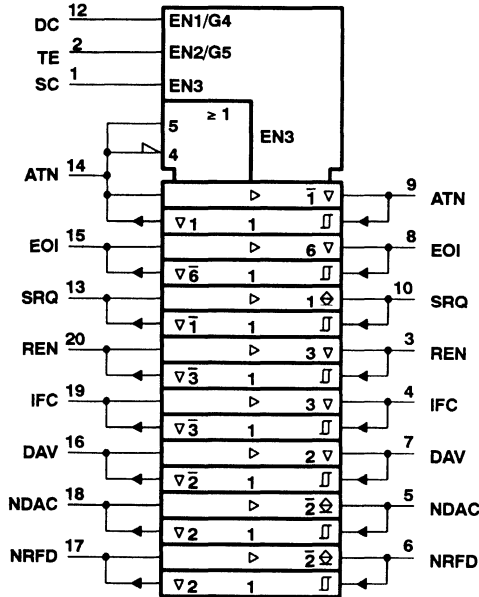 DC 12 EN1/G4
TE 2 EN2/G5
SC 1 EN3
≥ 1
5 EN3
4
ATN 14
▷ 1̅ ▽ 9 ATN
▽ 1 1
EOI 15 ▷ 6 ▽ 8 EOI
▽ 6̅ 1
SRQ 13 ▷ 1 10 SRQ
▽ 1̅ 1
REN 20 ▷ 3 ▽ 3 REN
▽ 3̅ 1
IFC 19 ▷ 3 ▽ 4 IFC
▽ 3̅ 1
DAV 16 ▷ 2 ▽ 7 DAV
▽ 2̅ 1
NDAC 18 ▷ 2̅ 5 NDAC
▽ 2 1
NRFD 17 ▷ 2̅ 6 NRFD
▽ 2 1